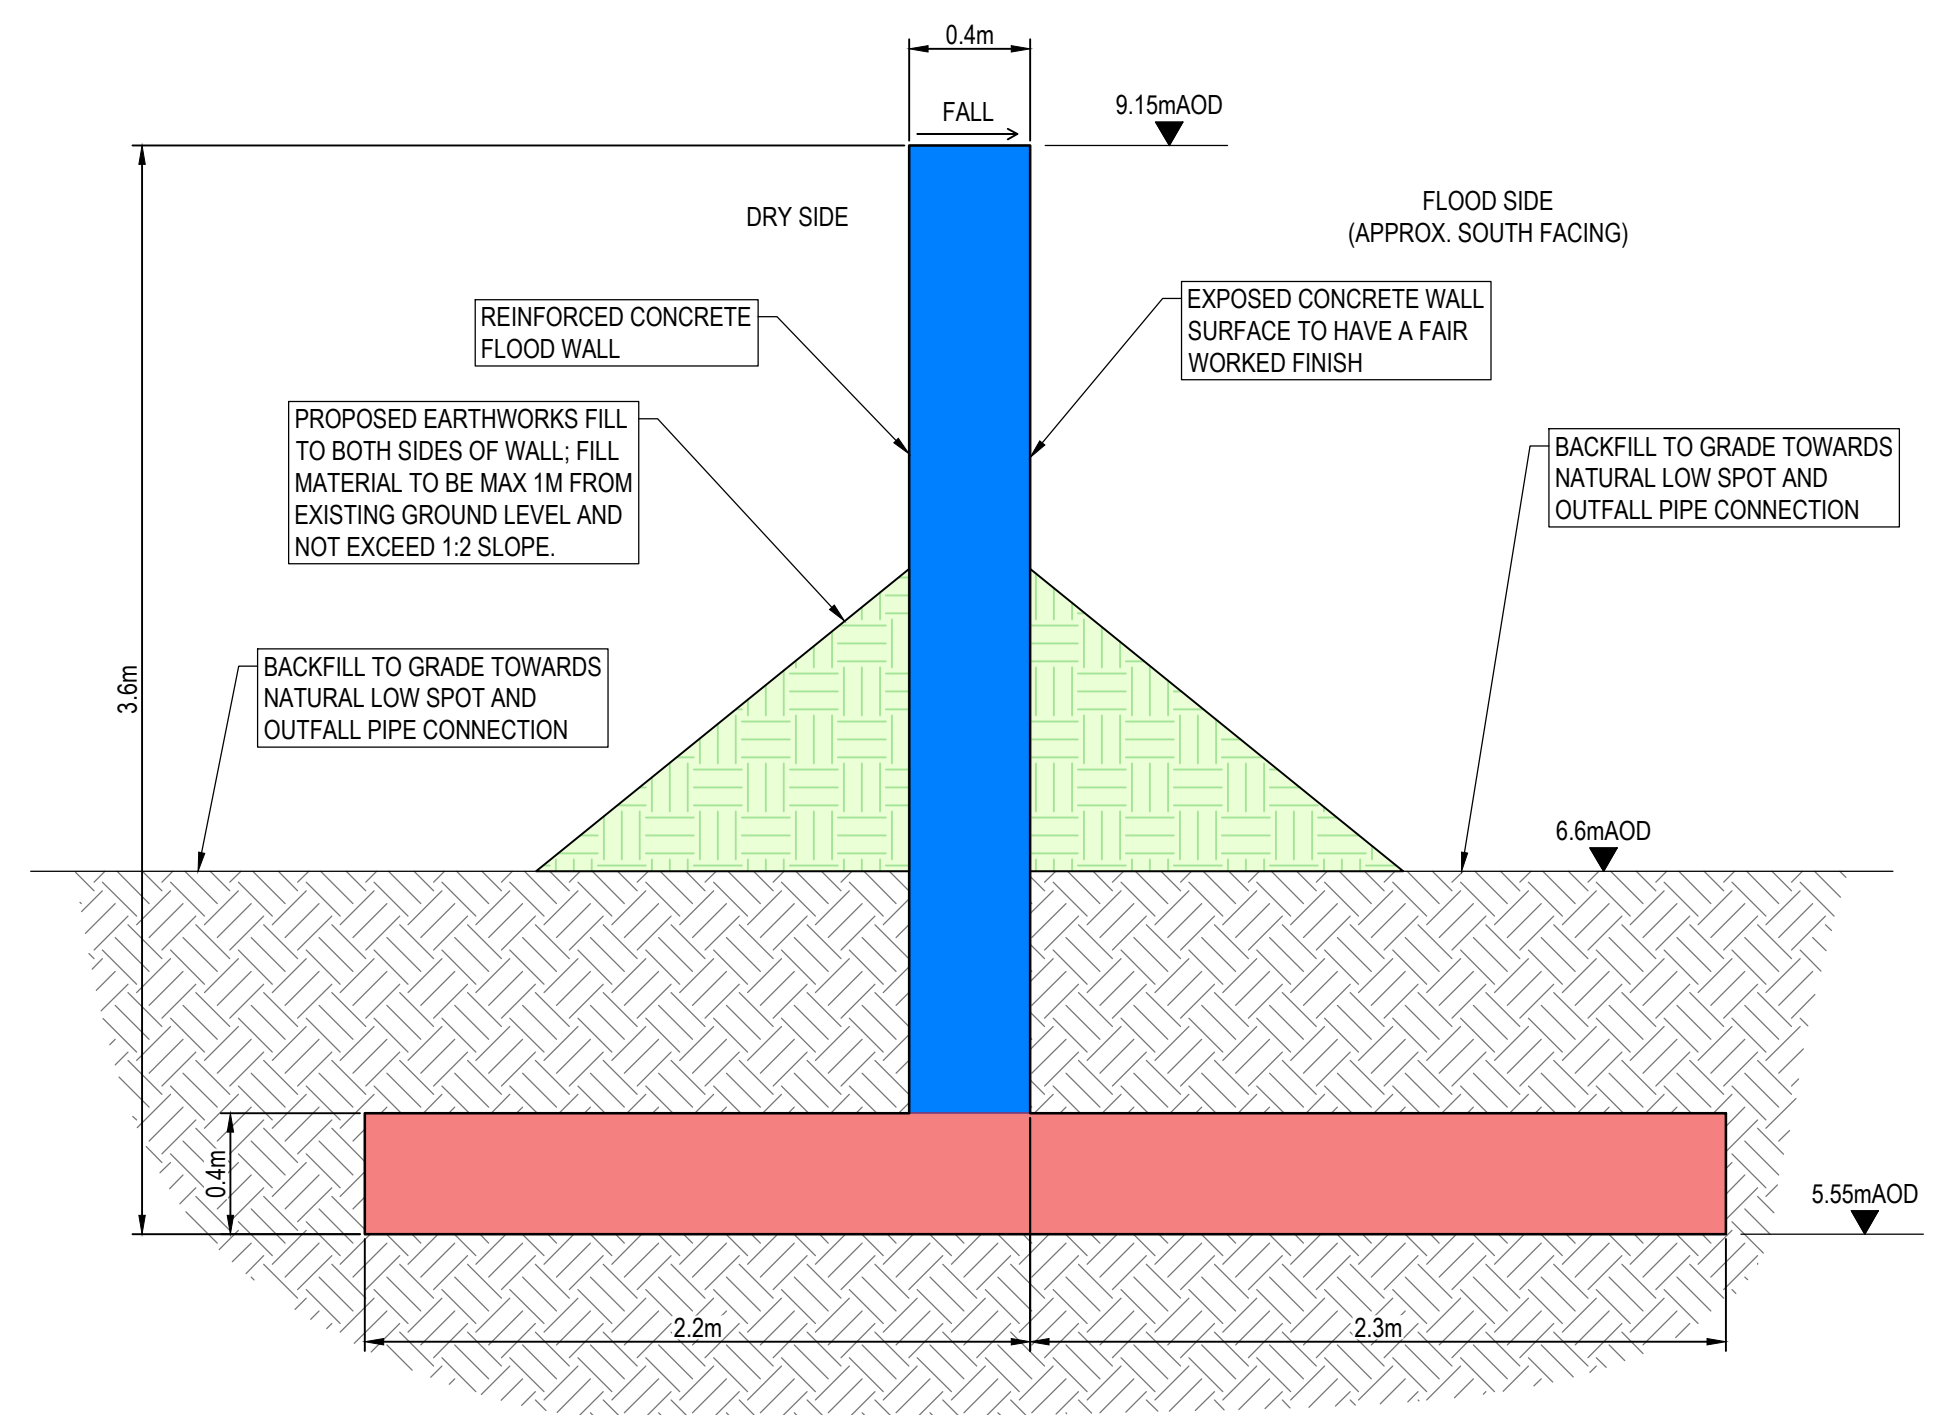 0.4m
FALL
9.15mAOD
DRY SIDE
FLOOD SIDE
(APPROX. SOUTH FACING)
REINFORCED CONCRETE
FLOOD WALL
EXPOSED CONCRETE WALL
SURFACE TO HAVE A FAIR
WORKED FINISH
PROPOSED EARTHWORKS FILL
TO BOTH SIDES OF WALL; FILL
MATERIAL TO BE MAX 1M FROM
EXISTING GROUND LEVEL AND
NOT EXCEED 1:2 SLOPE.
BACKFILL TO GRADE TOWARDS
NATURAL LOW SPOT AND
OUTFALL PIPE CONNECTION
BACKFILL TO GRADE TOWARDS
NATURAL LOW SPOT AND
OUTFALL PIPE CONNECTION
3.6m
6.6mAOD
0.4m
5.55mAOD
2.2m
2.3m